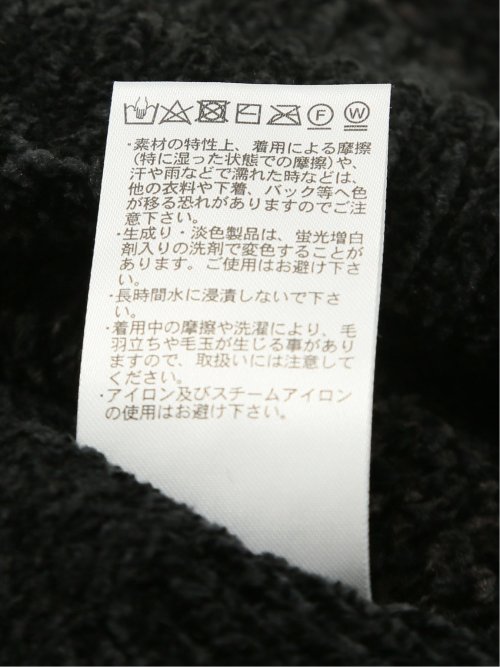 Ⓕ Ⓦ
・素材の特性上、着用による摩擦
(特に湿った状態での摩擦)や、
汗や雨などで濡れた時などは、
他の衣料や下着、バック等へ色
が移る恐れがありますのでご注
意下さい。
・生成り・淡色製品は、蛍光増白
剤入りの洗剤で変色することが
あります。ご使用はお避け下さ
い。
・長時間水に浸漬しないで下さ
い。
・着用中の摩擦や洗濯により、毛
羽立ちや毛玉が生じる事があり
ますので、取扱いには注意して
ください。
・アイロン及びスチームアイロン
の使用はお避け下さい。